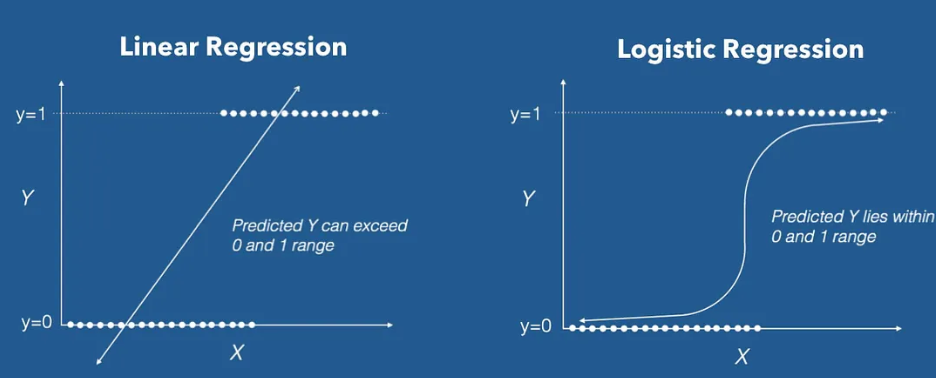 Linear Regression
y=1
Y
Predicted Y can exceed
0 and 1 range
y=0
X
Logistic Regression
y=1
Y
Predicted Y lies within
0 and 1 range
y=0
X